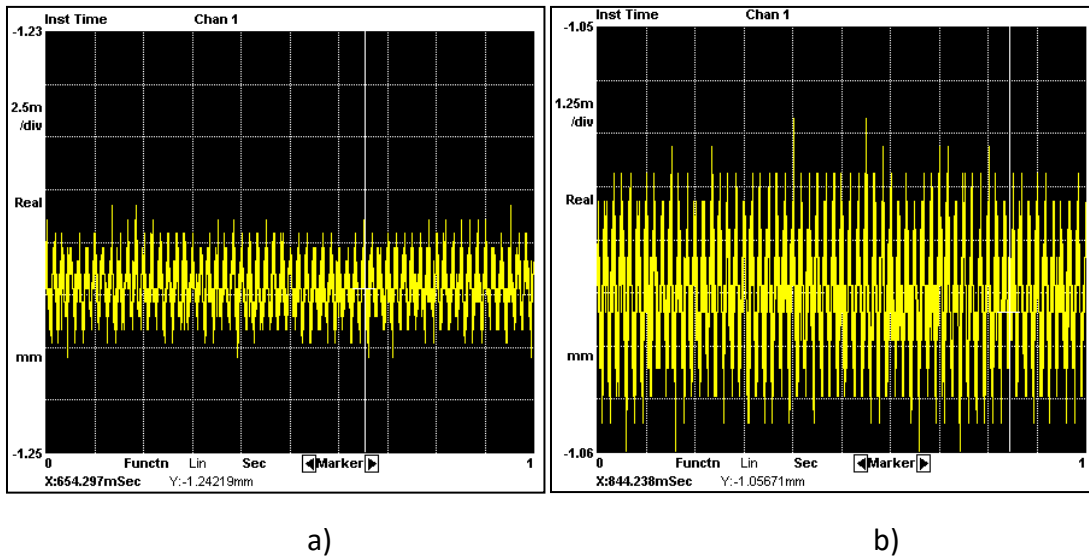 Inst Time Chan 1
-1.23
2.5m
/div
Real
mm
-1.25
0 Functn Lin Sec Marker 1
X:654.297mSec Y:-1.24219mm
a)
Inst Time Chan 1
-1.05
1.25m
/div
Real
mm
-1.06
0 Functn Lin Sec Marker 1
X:844.238mSec Y:-1.05671mm
b)